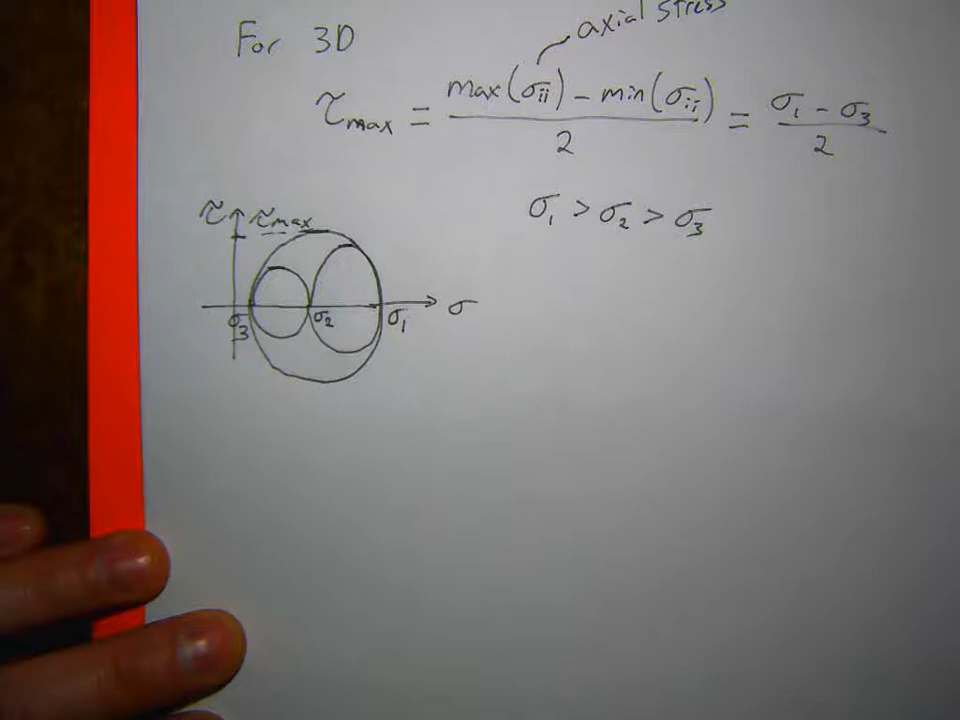 axial stress
For 3D
τmax = max(σii) - min(σii) / 2 = σ1 - σ3 / 2
σ1 > σ2 > σ3
τ τmax
σ3 σ2 σ1 σ